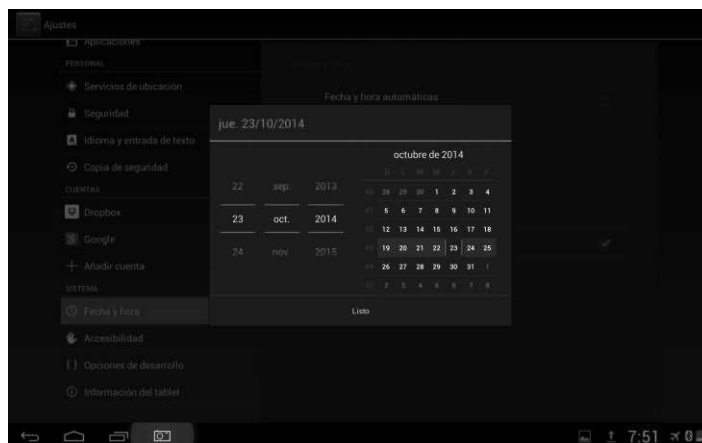 Ajustes
Aplicaciones
PERSONAL
Servicios de ubicación
Seguridad
Idioma y entrada de texto
Copia de seguridad
CUENTAS
Dropbox
Google
Añadir cuenta
SISTEMA
Fecha y hora
Accesibilidad
{ } Opciones de desarrollo
Información del tablet
Fecha y hora automáticas
jue. 23/10/2014
22 sep. 2013
23 oct. 2014
24 nov. 2015
octubre de 2014
28 29 30 1 2 3 4
5 6 7 8 9 10 11
12 13 14 15 16 17 18
19 20 21 22 23 24 25
26 27 28 29 30 31 1
2 3 4 5 6 7 8
Listo
7:51